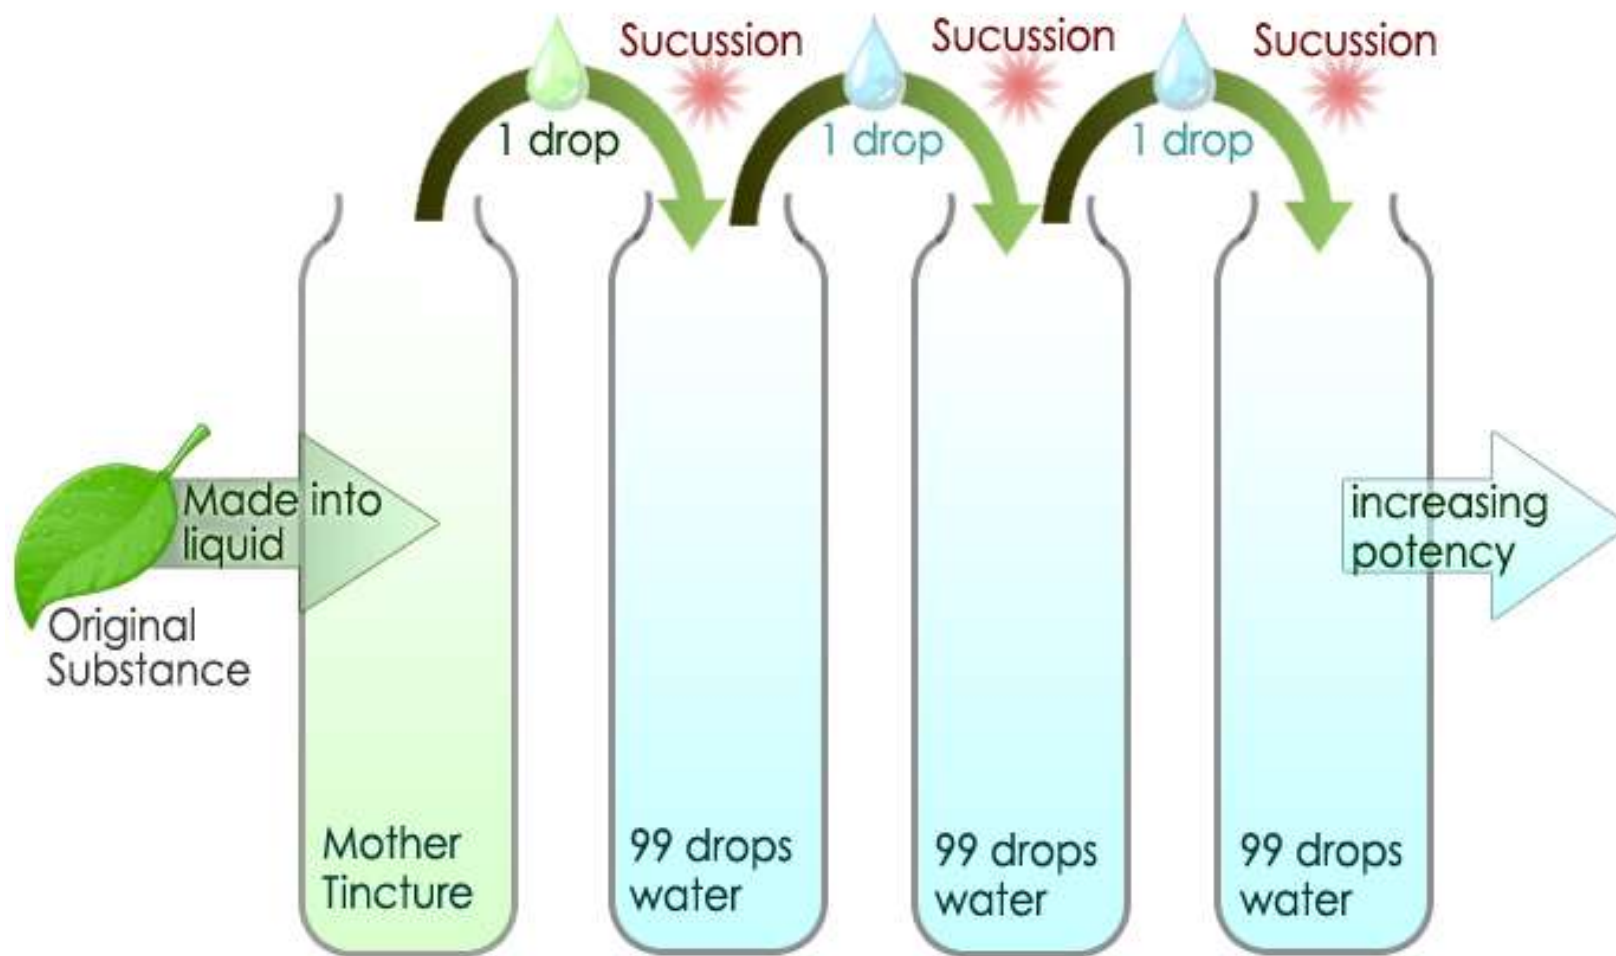 Sucussion
Sucussion
Sucussion
1 drop
1 drop
1 drop
Made into
liquid
increasing
potency
Original
Substance
Mother
Tincture
99 drops
water
99 drops
water
99 drops
water